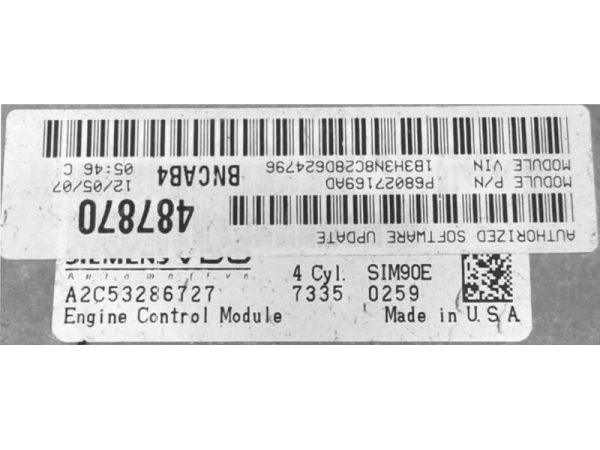 AUTHORIZED SOFTWARE UPDATE
487870
MODULE P/N P68027169AD BNCAB4 12/05/07
MODULE VIN 1B3H3N8C28D624796 05:46 C
SIEMENS VDO
Automotive 4 Cyl. SIM90E
A2C53286727 7335 0259
Engine Control Module Made in U.S.A